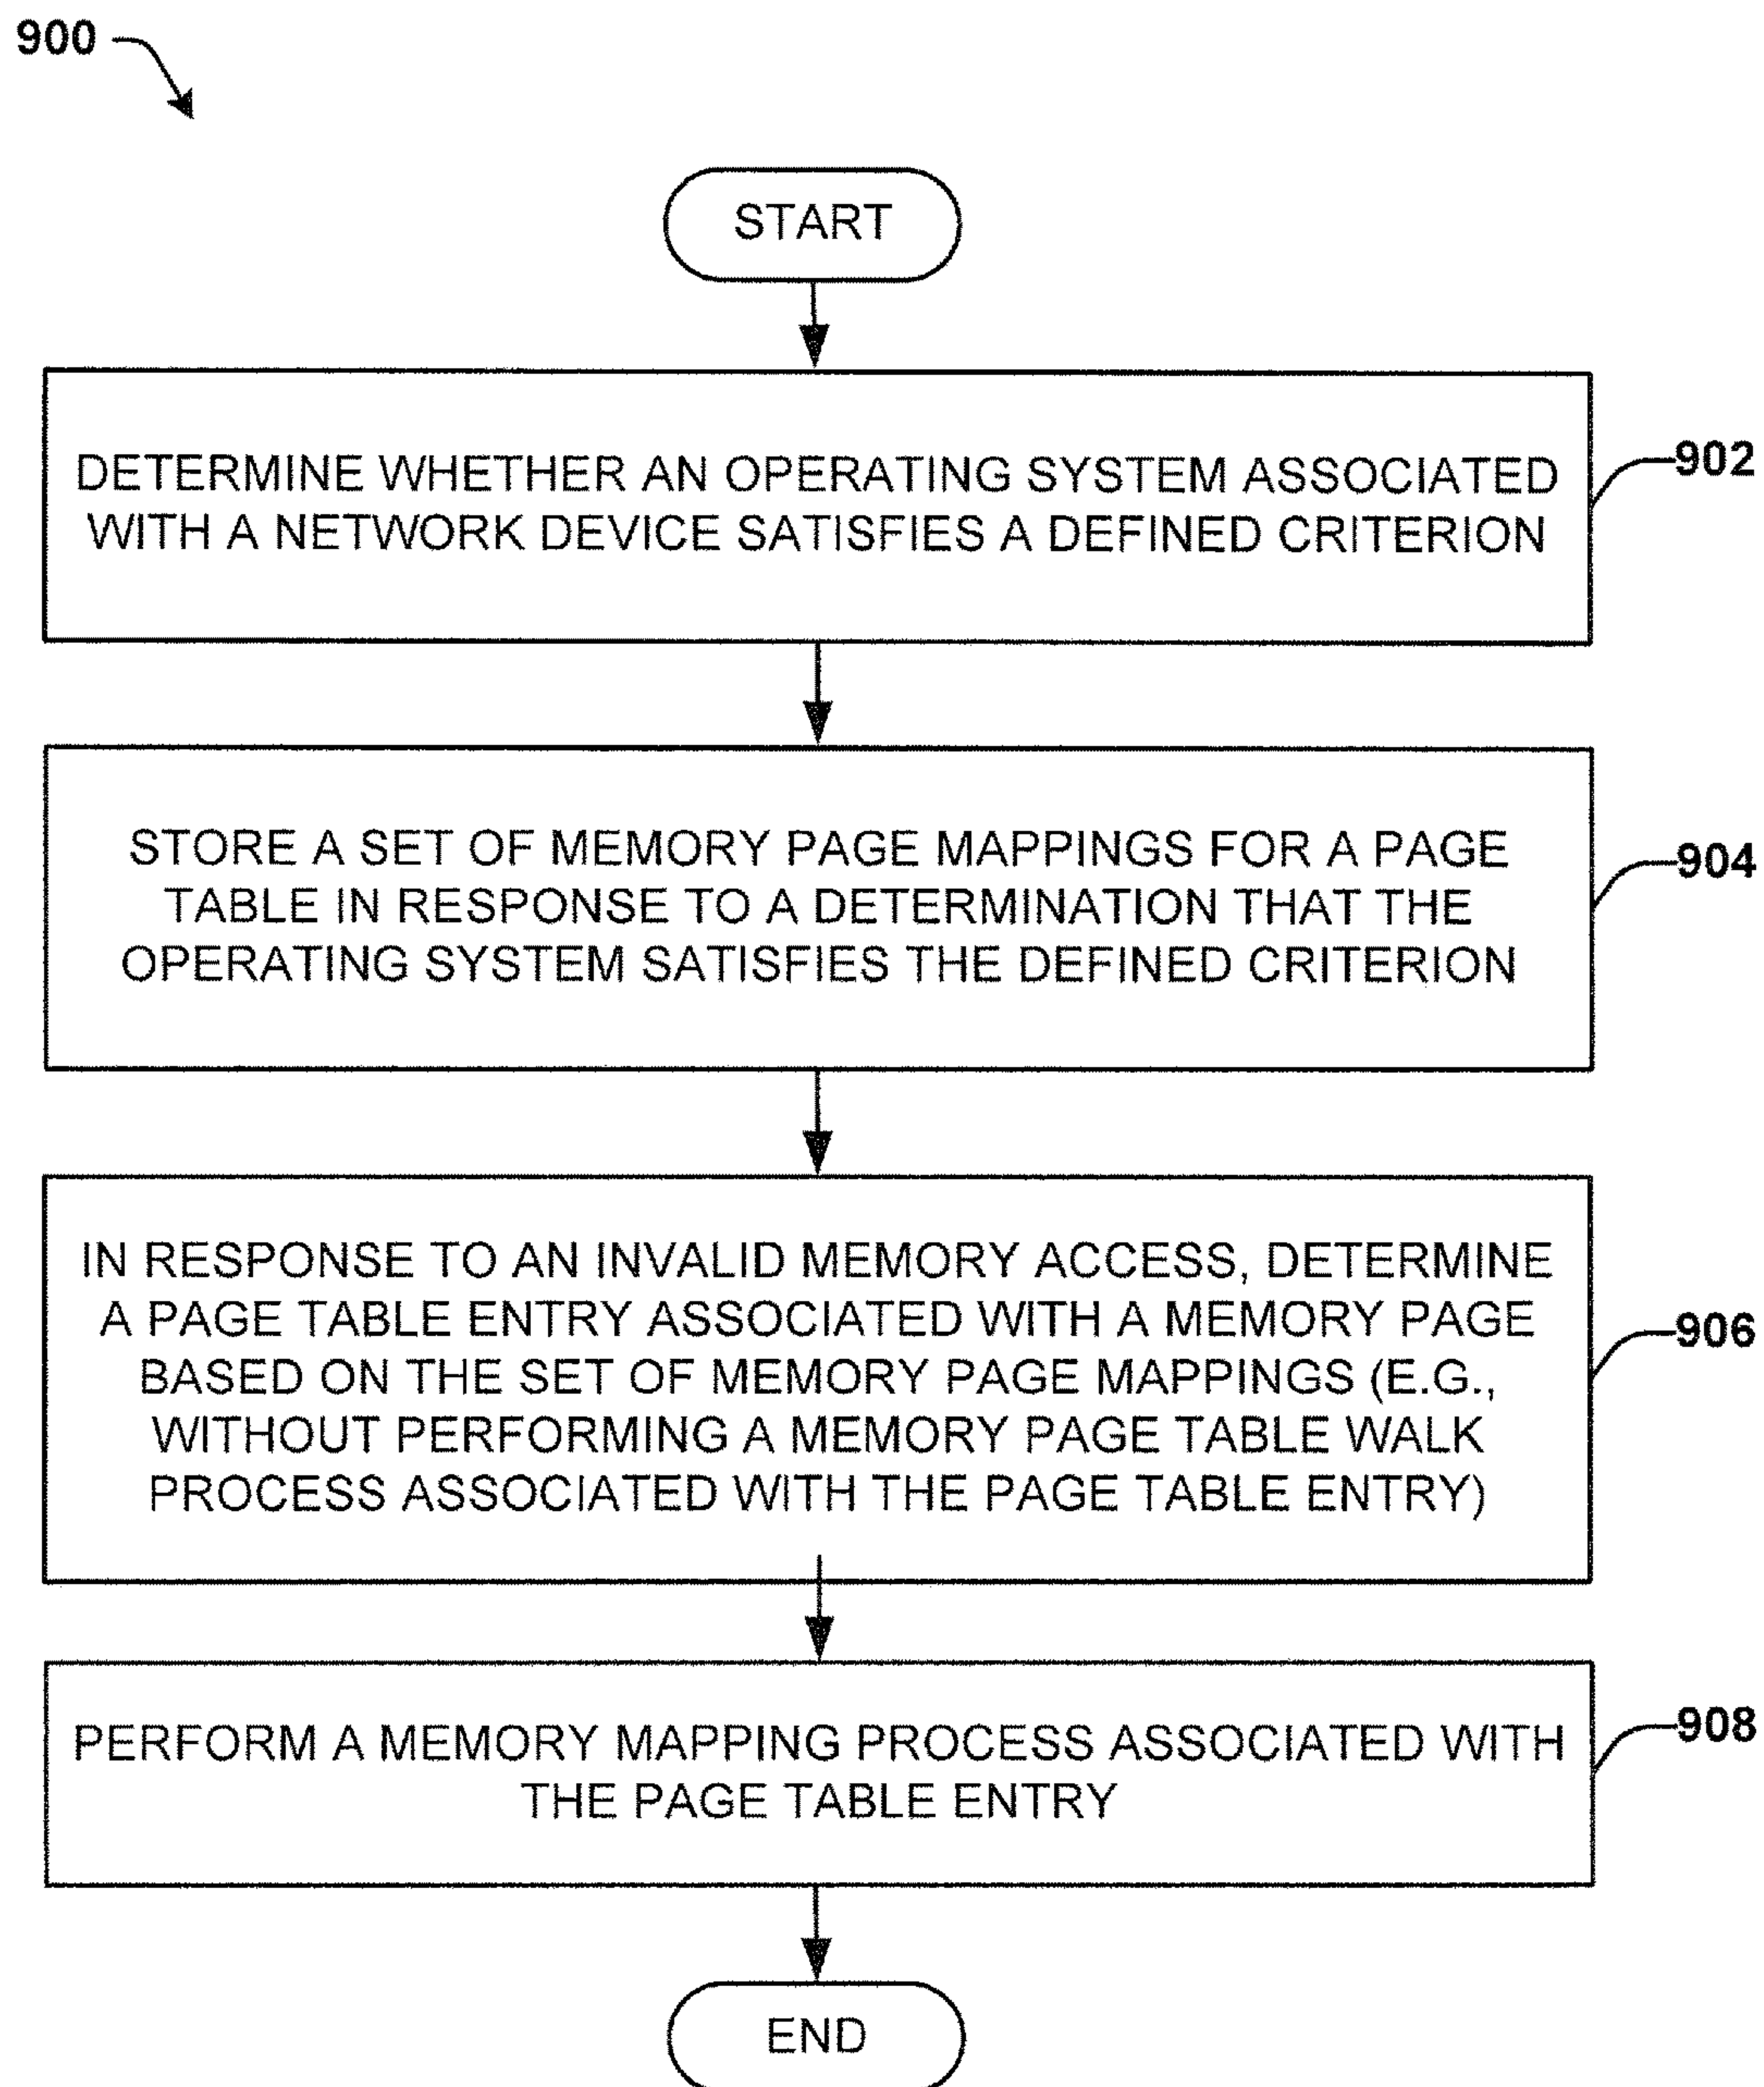 900
START
DETERMINE WHETHER AN OPERATING SYSTEM ASSOCIATED
WITH A NETWORK DEVICE SATISFIES A DEFINED CRITERION
902
STORE A SET OF MEMORY PAGE MAPPINGS FOR A PAGE
TABLE IN RESPONSE TO A DETERMINATION THAT THE
OPERATING SYSTEM SATISFIES THE DEFINED CRITERION
904
IN RESPONSE TO AN INVALID MEMORY ACCESS, DETERMINE
A PAGE TABLE ENTRY ASSOCIATED WITH A MEMORY PAGE
BASED ON THE SET OF MEMORY PAGE MAPPINGS (E.G.,
WITHOUT PERFORMING A MEMORY PAGE TABLE WALK
PROCESS ASSOCIATED WITH THE PAGE TABLE ENTRY)
906
PERFORM A MEMORY MAPPING PROCESS ASSOCIATED WITH
THE PAGE TABLE ENTRY
908
END